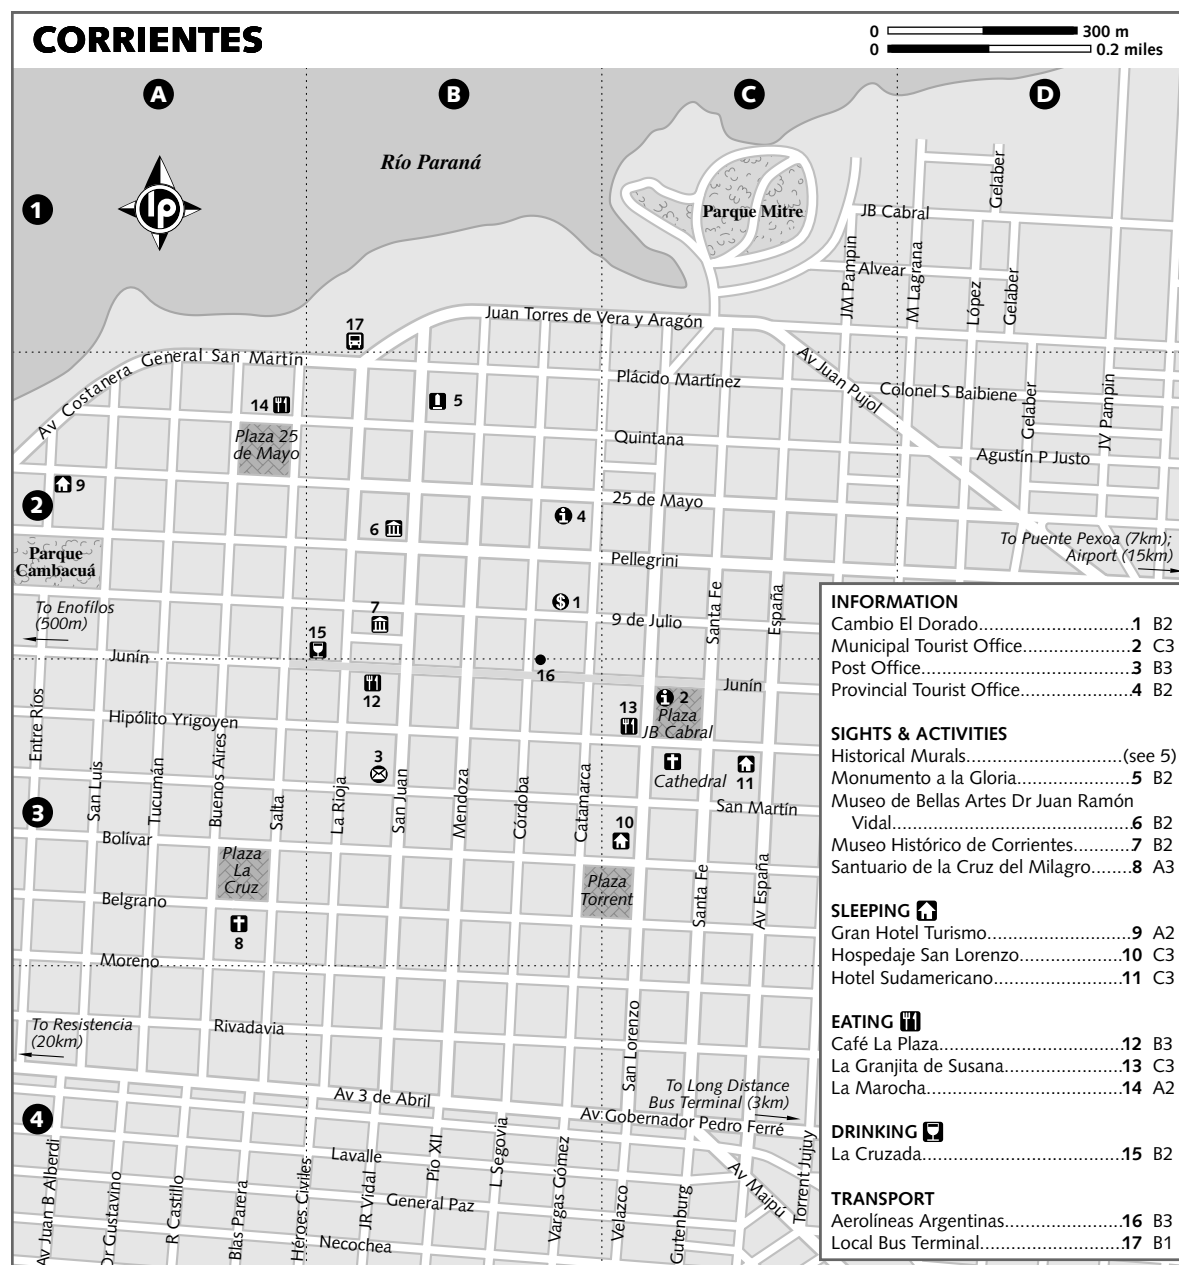 CORRIENTES
0 300 m
0 0.2 miles
A
B
C
D
1
2
3
4
lp
Río Paraná
Parque Mitre
JB Cabral
Gelaber
Alvear
JM Pampin
M Lagrana
López
Gelaber
17
Juan Torres de Vera y Aragón
Av Costanera General San Martín
Plácido Martínez
Av Juan Pujol
Colonel S Baibiene
Gelaber
JV Pampin
14
5
Plaza 25
de Mayo
Quintana
Agustín P Justo
9
25 de Mayo
6
4
To Puente Pexoa (7km);
Airport (15km)
Parque
Cambacuá
Pellegrini
Santa Fe
España
To Enofilos
(500m)
7
1
9 de Julio
15
Junín
16
Junín
12
2
Plaza
JB Cabral
13
Hipólito Yrigoyen
Entre Ríos
3
Cathedral
11
San Luis
Tucumán
Buenos Aires
Salta
La Rioja
San Juan
Mendoza
Córdoba
Catamarca
San Martín
10
Bolívar
Plaza
La
Cruz
Plaza
Torrent
Santa Fe
Av España
Belgrano
8
Moreno
To Resistencia
(20km)
Rivadavia
San Lorenzo
To Long Distance
Bus Terminal (3km)
Av 3 de Abril
Av Gobernador Pedro Ferré
Lavalle
General Paz
Necochea
Av Juan B Alberdi
Dr Gustavino
R Castillo
Blas Parera
Héroes Civiles
JR Vidal
Pío XII
L Segovia
Vargas Gómez
Velazco
Gutenburg
Av Maipú
Torrent Jujuy
INFORMATION
Cambio El Dorado..............................1 B2
Municipal Tourist Office.....................2 C3
Post Office.........................................3 B3
Provincial Tourist Office.....................4 B2
SIGHTS & ACTIVITIES
Historical Murals..............................(see 5)
Monumento a la Gloria.....................5 B2
Museo de Bellas Artes Dr Juan Ramón
Vidal..............................................6 B2
Museo Histórico de Corrientes..........7 B2
Santuario de la Cruz del Milagro........8 A3
SLEEPING
Gran Hotel Turismo...........................9 A2
Hospedaje San Lorenzo....................10 C3
Hotel Sudamericano.........................11 C3
EATING
Café La Plaza....................................12 B3
La Granjita de Susana.......................13 C3
La Marocha......................................14 A2
DRINKING
La Cruzada.......................................15 B2
TRANSPORT
Aerolíneas Argentinas.......................16 B3
Local Bus Terminal............................17 B1